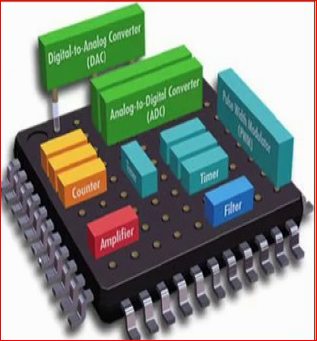 Digital-to-Analog Converter
(DAC)
Analog-to-Digital Converter
(ADC)
Pulse Width Modulator
(PWM)
Counter
Timer
Filter
Amplifier